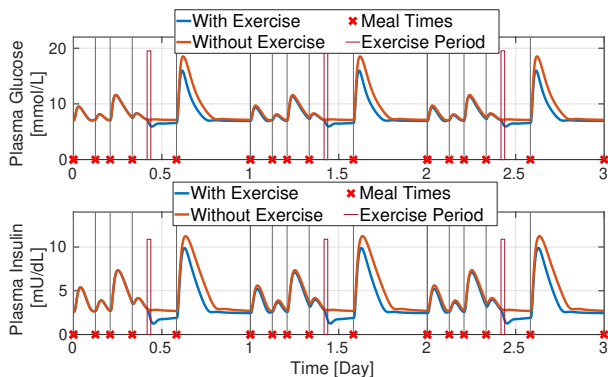 With Exercise
Meal Times
Without Exercise
Exercise Period
Plasma Glucose
[mmol/L]
20
10
0
0 0.5 1 1.5 2 2.5 3
With Exercise
Meal Times
Without Exercise
Exercise Period
Plasma Insulin
[mU/dL]
10
5
0
0 0.5 1 1.5 2 2.5 3
Time [Day]